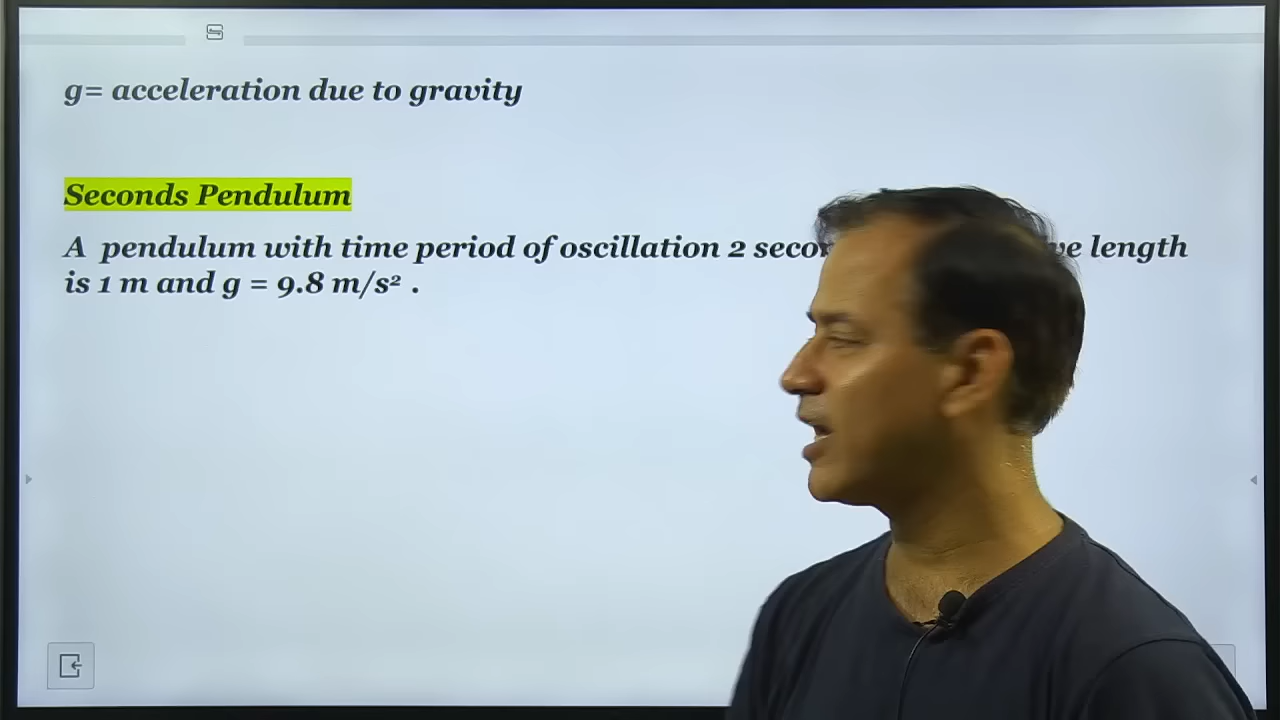 g= acceleration due to gravity
Seconds Pendulum
A pendulum with time period of oscillation 2 length
is 1 m and g = 9.8 m/s² .